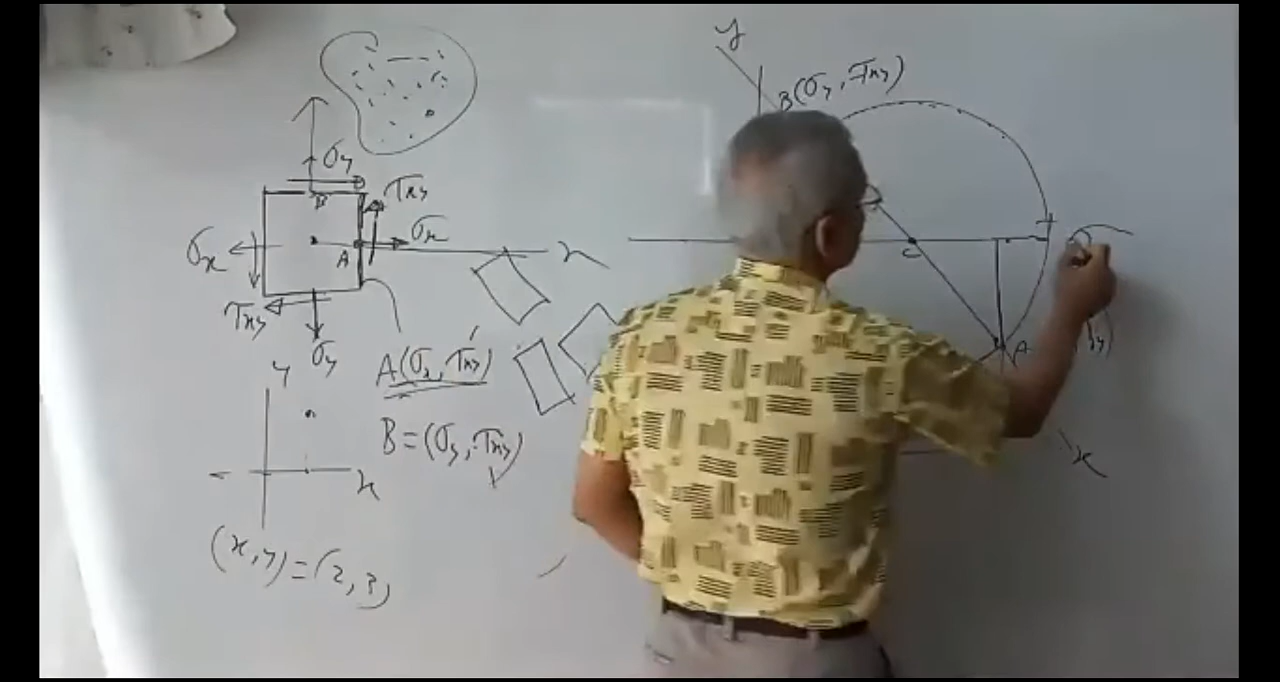 σy
τxy
σx
σx
A
τxy
σy
y
A(σx, τxy)
B=(σy, -τxy)
x
x
(x,y)=(2,3)
y
B(σy, -τxy)
C
A
x